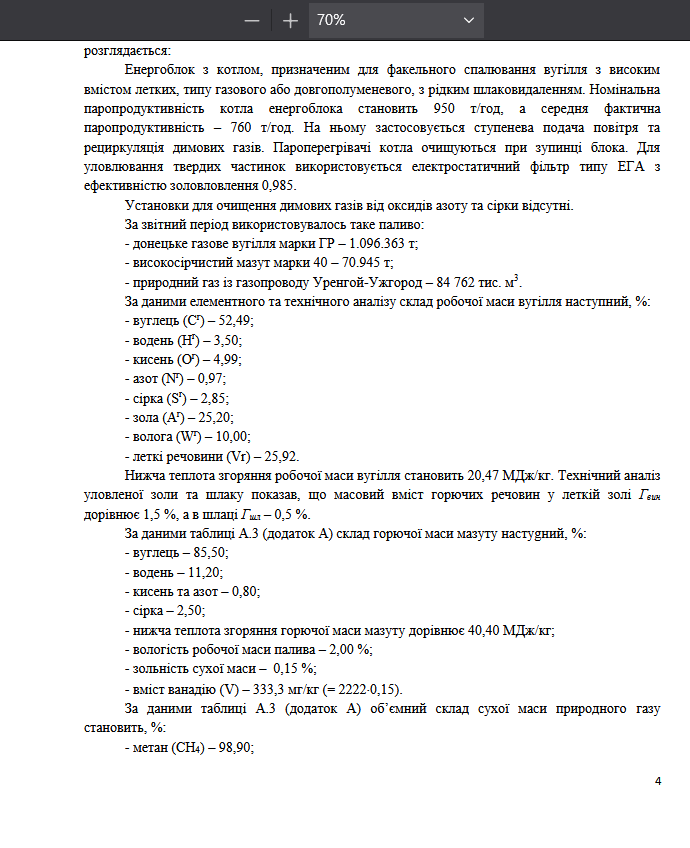 70%
розглядається:
Енергоблок з котлом, призначеним для факельного спалювання вугілля з високим
вмістом летких, типу газового або довгополуменевого, з рідким шлаковидаленням. Номінальна
паропродуктивність котла енергоблока становить 950 т/год, а середня фактична
паропродуктивність – 760 т/год. На ньому застосовується ступенева подача повітря та
рециркуляція димових газів. Пароперегрівачі котла очищуються при зупинці блока. Для
уловлювання твердих частинок використовується електростатичний фільтр типу ЕГА з
ефективністю золовловлення 0,985.
Установки для очищення димових газів від оксидів азоту та сірки відсутні.
За звітний період використовувалось таке паливо:
- донецьке газове вугілля марки ГР – 1.096.363 т;
- високосірчистий мазут марки 40 – 70.945 т;
- природний газ із газопроводу Уренгой-Ужгород – 84 762 тис. м³.
За даними елементного та технічного аналізу склад робочої маси вугілля наступний, %:
- вуглець (Cʳ) – 52,49;
- водень (Hʳ) – 3,50;
- кисень (Oʳ) – 4,99;
- азот (Nʳ) – 0,97;
- сірка (Sʳ) – 2,85;
- зола (Aʳ) – 25,20;
- волога (Wʳ) – 10,00;
- леткі речовини (Vr) – 25,92.
Нижча теплота згоряння робочої маси вугілля становить 20,47 МДж/кг. Технічний аналіз
уловленої золи та шлаку показав, що масовий вміст горючих речовин у леткій золі Гвин
дорівнює 1,5 %, а в шлаці Гшл – 0,5 %.
За даними таблиці А.3 (додаток А) склад горючої маси мазуту настуgний, %:
- вуглець – 85,50;
- водень – 11,20;
- кисень та азот – 0,80;
- сірка – 2,50;
- нижча теплота згоряння горючої маси мазуту дорівнює 40,40 МДж/кг;
- вологість робочої маси палива – 2,00 %;
- зольність сухої маси – 0,15 %;
- вміст ванадію (V) – 333,3 мг/кг (= 2222·0,15).
За даними таблиці А.3 (додаток А) об’ємний склад сухої маси природного газу
становить, %:
- метан (CH₄) – 98,90;
4